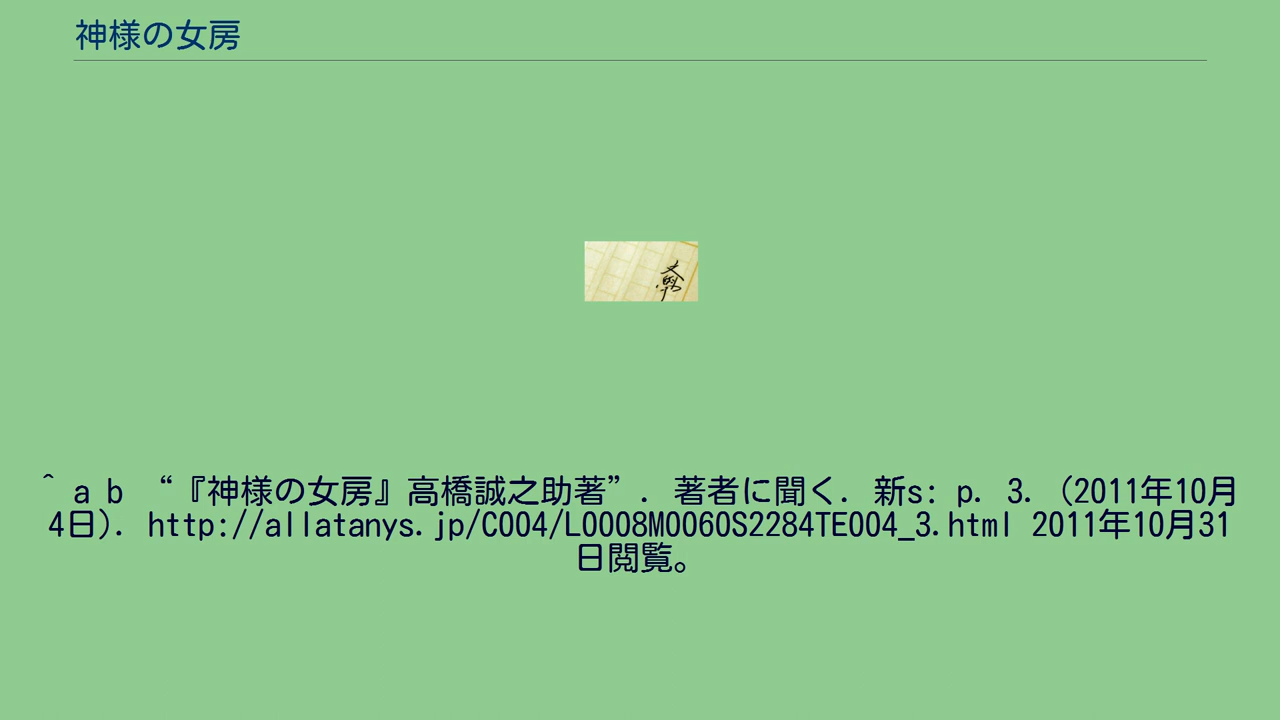 神様の女房
^ a b “『神様の女房』高橋誠之助著”. 著者に聞く. 新s: p. 3. (2011年10月
4日). http://allatanys.jp/C004/L0008M0060S2284TE004_3.html 2011年10月31
日閲覧。